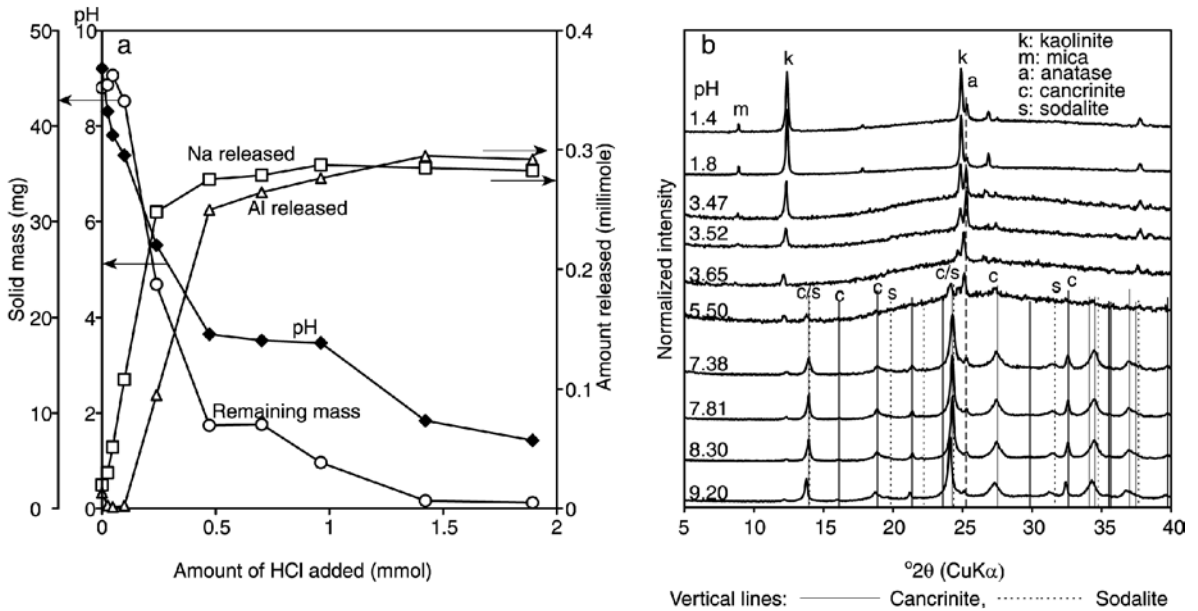 a
pH
50
40
30
20
10
0
Solid mass (mg)
10
8
6
4
2
0
0.4
0.3
0.2
0.1
0
Amount released (millimole)
Na released
Al released
pH
Remaining mass
0 0.5 1 1.5 2
Amount of HCl added (mmol)
b
k: kaolinite
m: mica
a: anatase
c: cancrinite
s: sodalite
k
k
a
m
pH
1.4
1.8
3.47
3.52
3.65
5.50
7.38
7.81
8.30
9.20
c/s c c s c/s c s c
Normalized intensity
5 10 15 20 25 30 35 40
°2θ (CuKα)
Vertical lines: Cancrinite, Sodalite